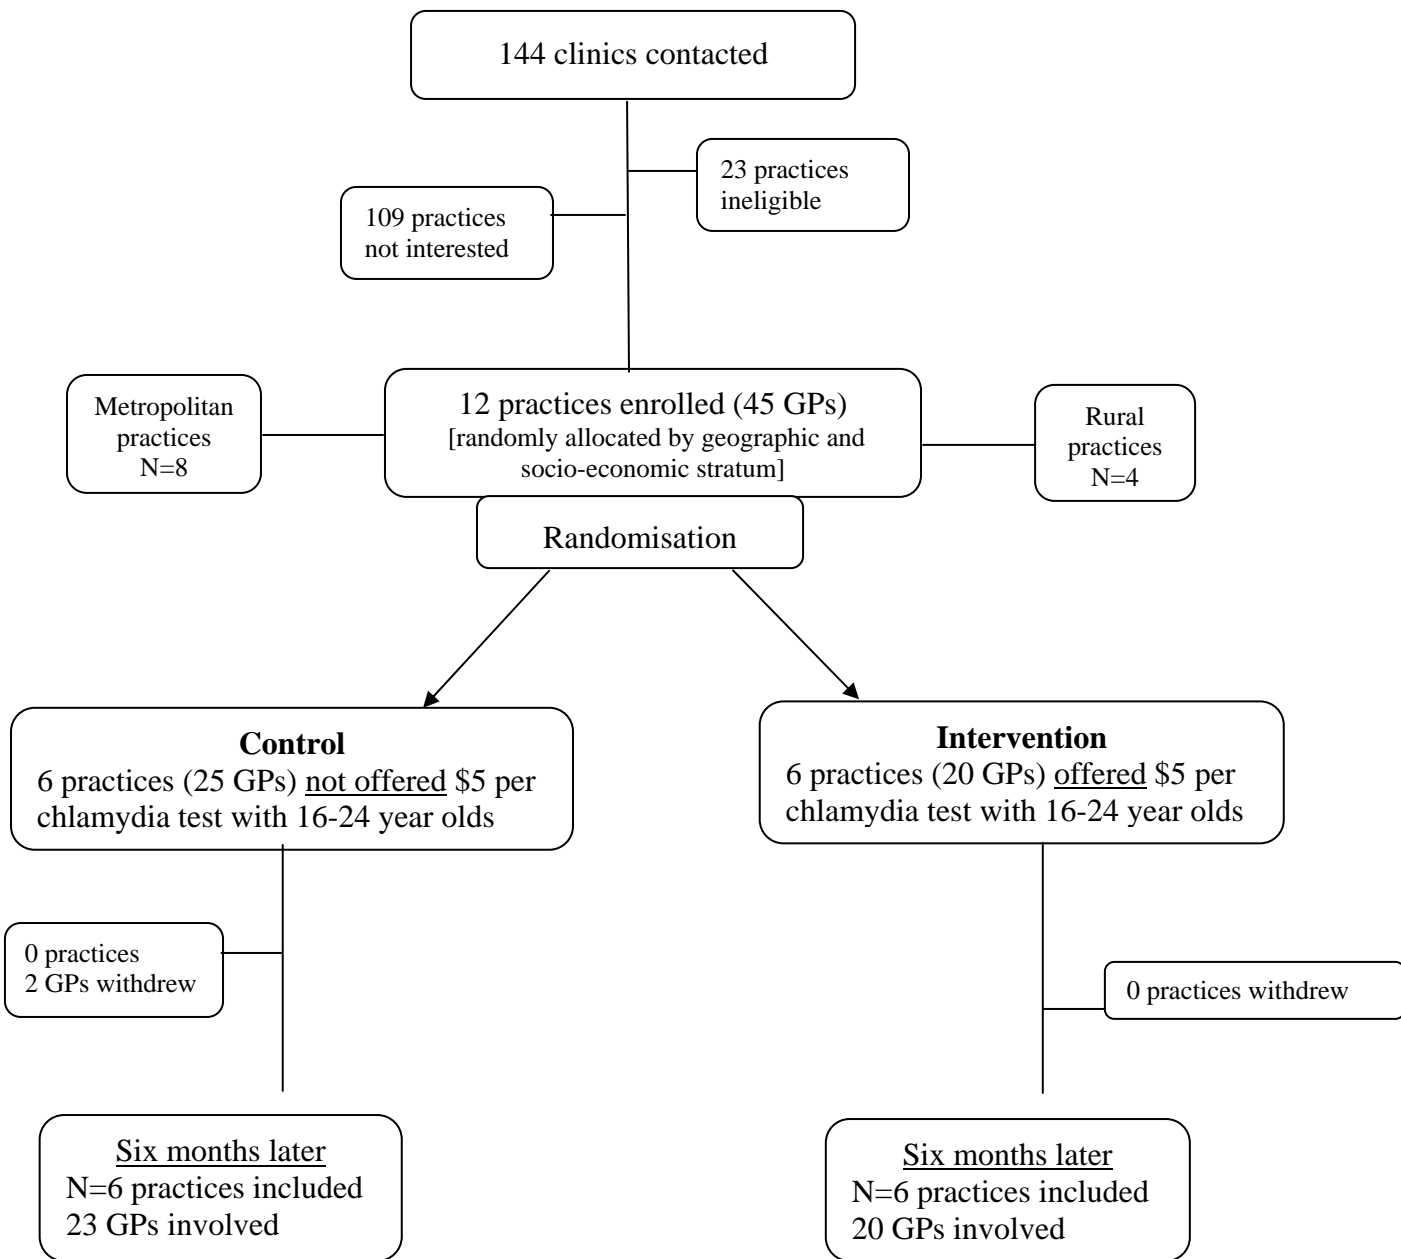 144 clinics contacted
23 practices
ineligible
109 practices
not interested
Metropolitan
practices
N=8
12 practices enrolled (45 GPs)
[randomly allocated by geographic and
socio-economic stratum]
Rural
practices
N=4
Randomisation
Control
6 practices (25 GPs) not offered $5 per
chlamydia test with 16-24 year olds
Intervention
6 practices (20 GPs) offered $5 per
chlamydia test with 16-24 year olds
0 practices
2 GPs withdrew
0 practices withdrew
Six months later
N=6 practices included
23 GPs involved
Six months later
N=6 practices included
20 GPs involved